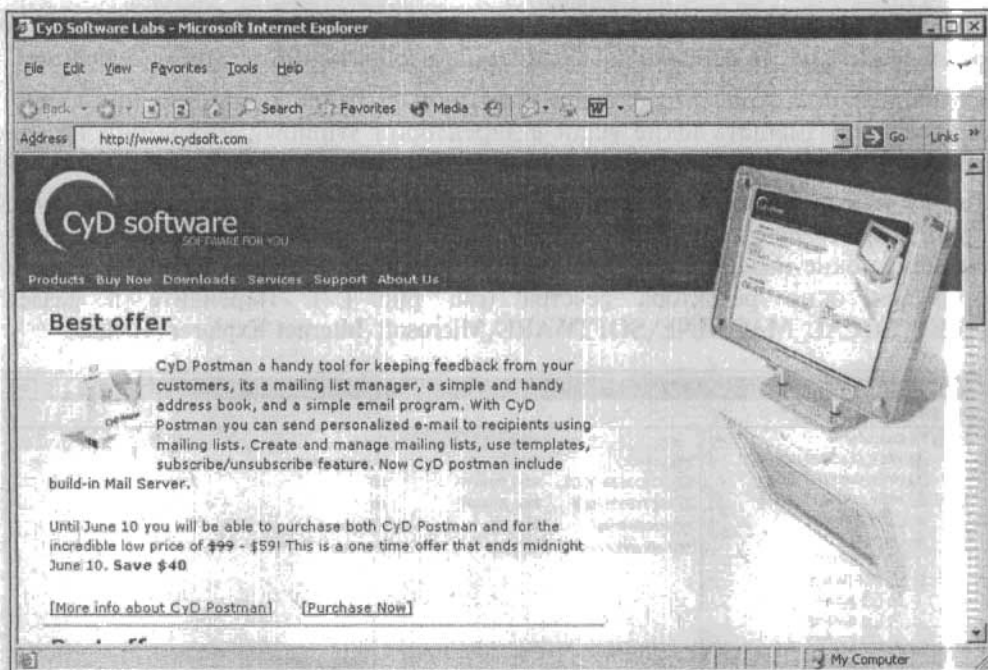 CyD Software Labs - Microsoft Internet Explorer
File Edit View Favorites Tools Help
Back Search Favorites Media
Address http://www.cydsoft.com Go Links »
CyD software
SOFTWARE FOR YOU
Products Buy Now Downloads Services Support About Us
Best offer
CyD Postman a handy tool for keeping feedback from your
customers, its a mailing list manager, a simple and handy
address book, and a simple email program. With CyD
Postman you can send personalized e-mail to recipients using
mailing lists. Create and manage mailing lists, use templates,
subscribe/unsubscribe feature. Now CyD postman include
build-in Mail Server.
Until June 10 you will be able to purchase both CyD Postman and for the
incredible low price of $99 - $59! This is a one time offer that ends midnight
June 10. Save $40
[More info about CyD Postman] [Purchase Now]
My Computer